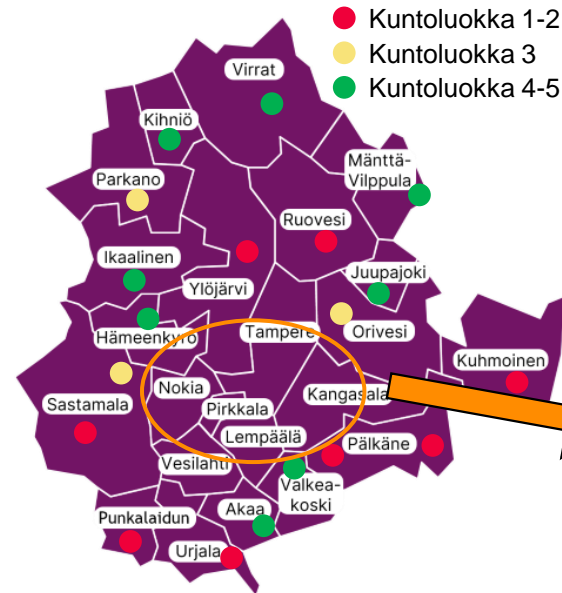 Kuntoluokka 1-2
Kuntoluokka 3
Kuntoluokka 4-5
Virrat
Kihniö
Mänttä-
Vilppula
Parkano
Ruovesi
Ikaalinen
Juupajoki
Ylöjärvi
Hämeenkyrö
Tampere
Orivesi
Kuhmoinen
Nokia
Kangasala
Sastamala
Pirkkala
Lempäälä
Pälkäne
Vesilahti
Valkea-
koski
Punkalaidun
Akaa
Urjala